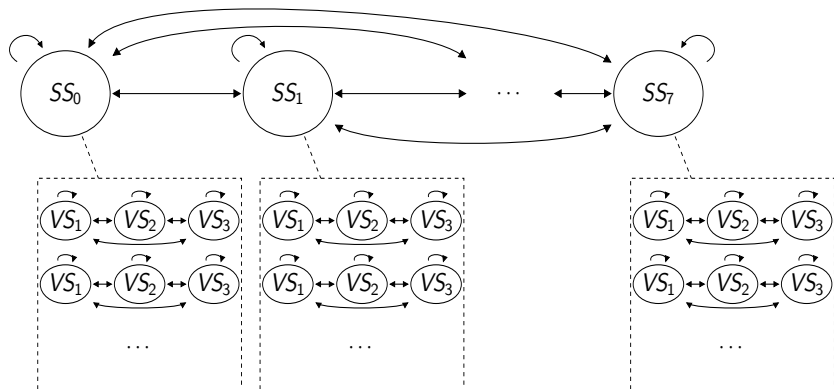 SS₀ SS₁ ··· SS₇
VS₁ VS₂ VS₃ VS₁ VS₂ VS₃ VS₁ VS₂ VS₃
VS₁ VS₂ VS₃ VS₁ VS₂ VS₃ VS₁ VS₂ VS₃
··· ··· ···